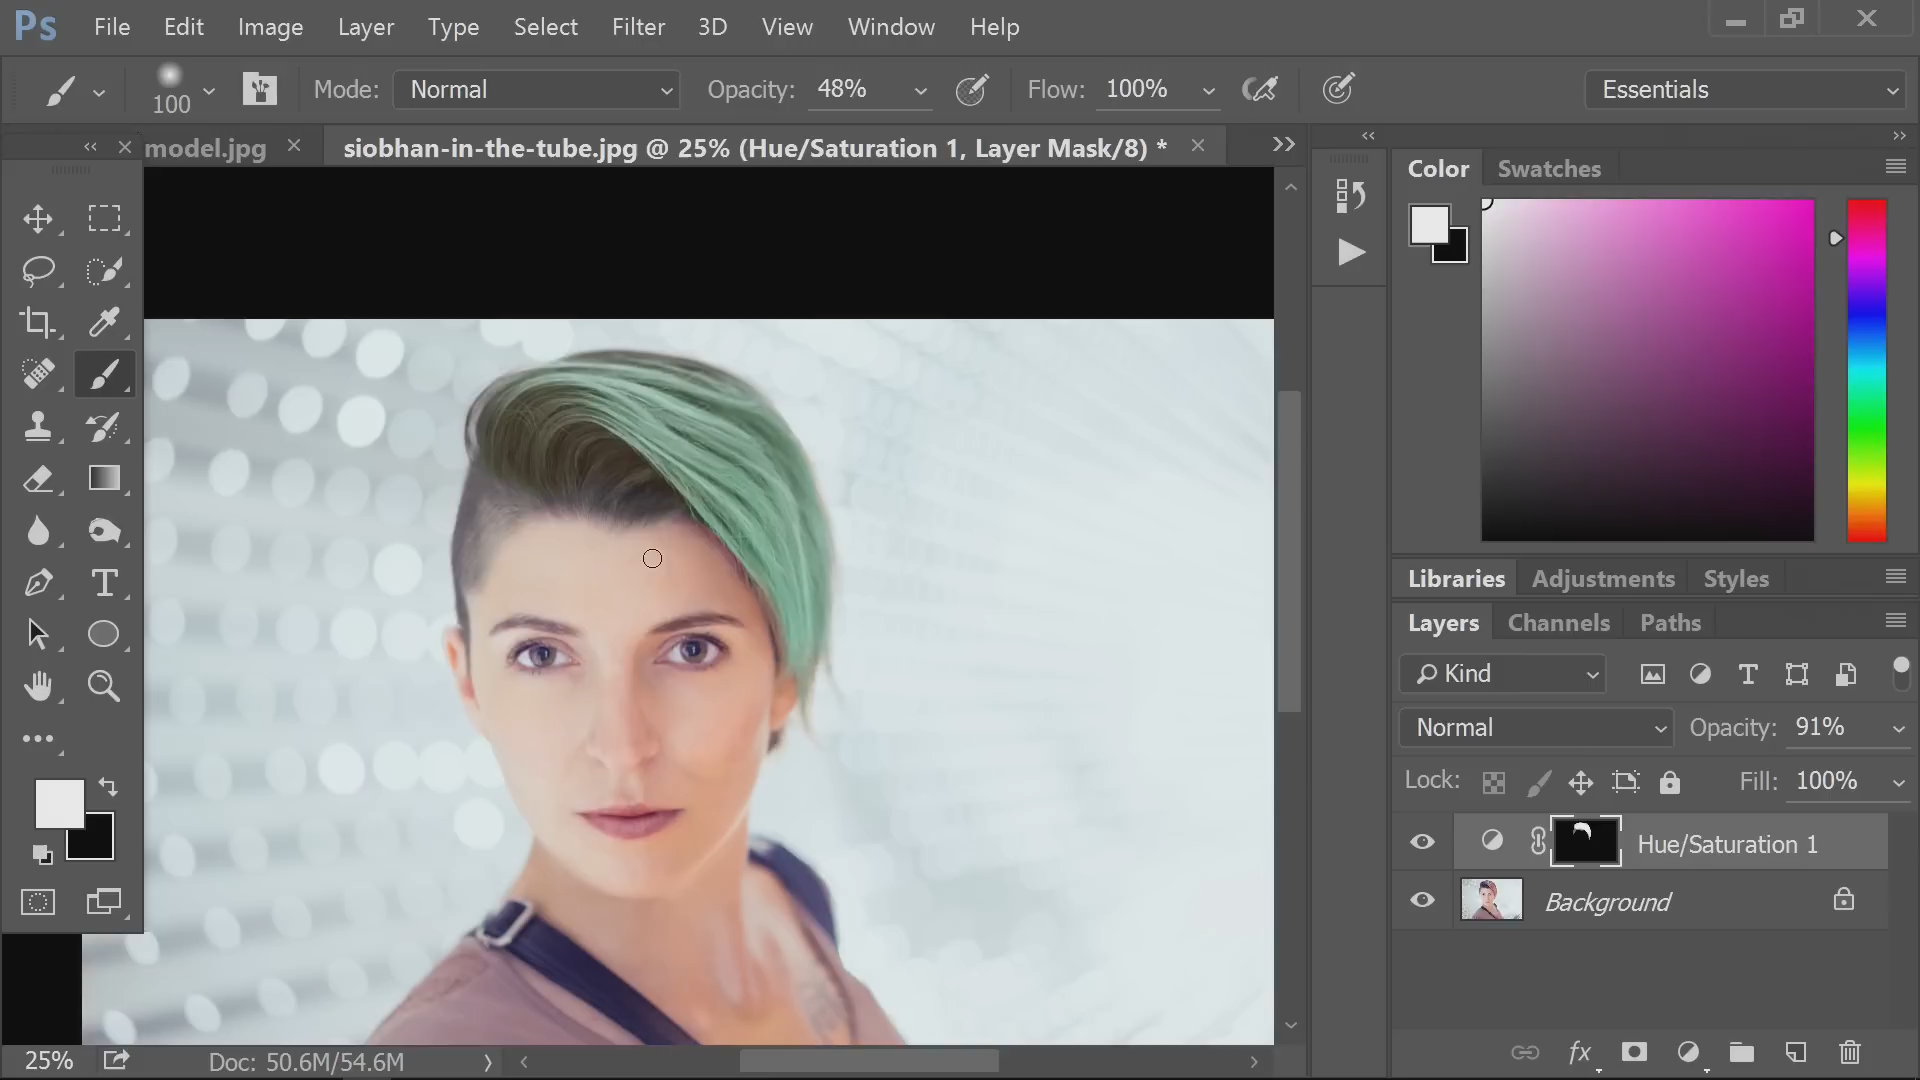 Ps File Edit Image Layer Type Select Filter 3D View Window Help
100 Mode: Normal Opacity: 48% Flow: 100% Essentials
model.jpg siobhan-in-the-tube.jpg @ 25% (Hue/Saturation 1, Layer Mask/8) *
Color Swatches
Libraries Adjustments Styles
Layers Channels Paths
Kind
Normal Opacity: 91%
Lock: Fill: 100%
Hue/Saturation 1
Background
fx
25% Doc: 50.6M/54.6M